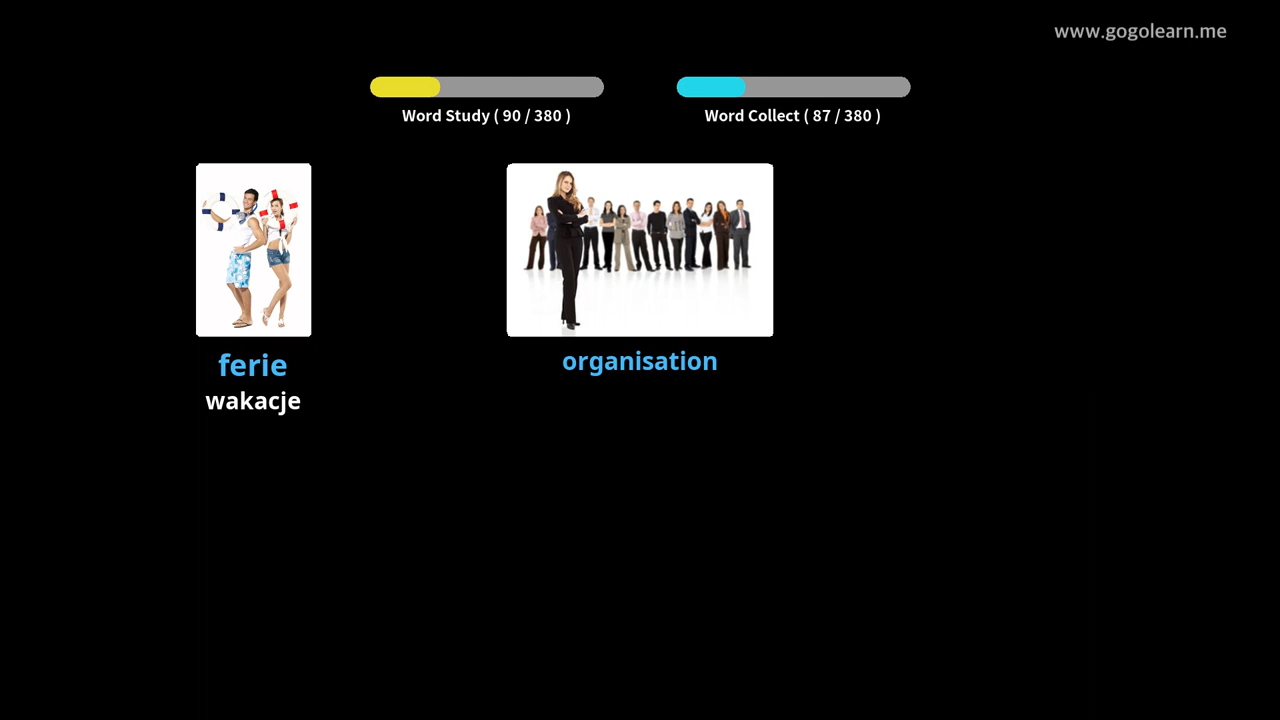 www.gogolearn.me
Word Study ( 90 / 380 )
Word Collect ( 87 / 380 )
ferie
wakacje
organisation